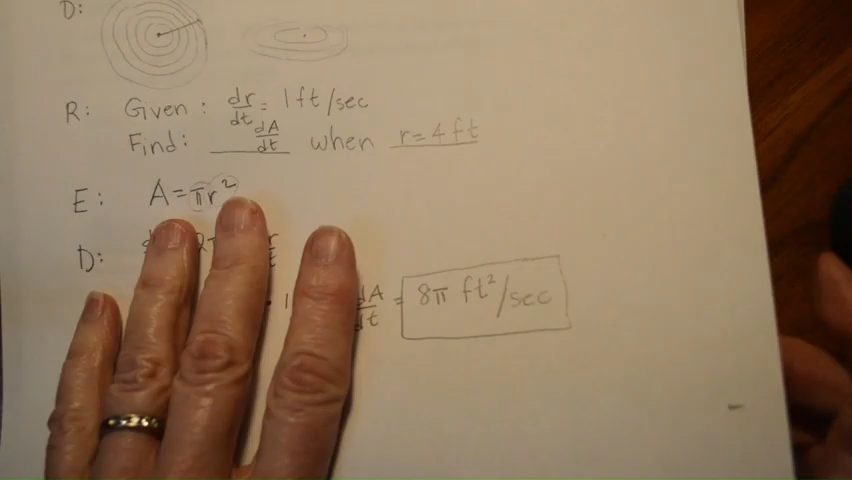 D:
R: Given: dr/dt = 1 ft/sec
Find: dA/dt when r = 4 ft
E: A = πr²
D:
dA/dt = 8π ft²/sec